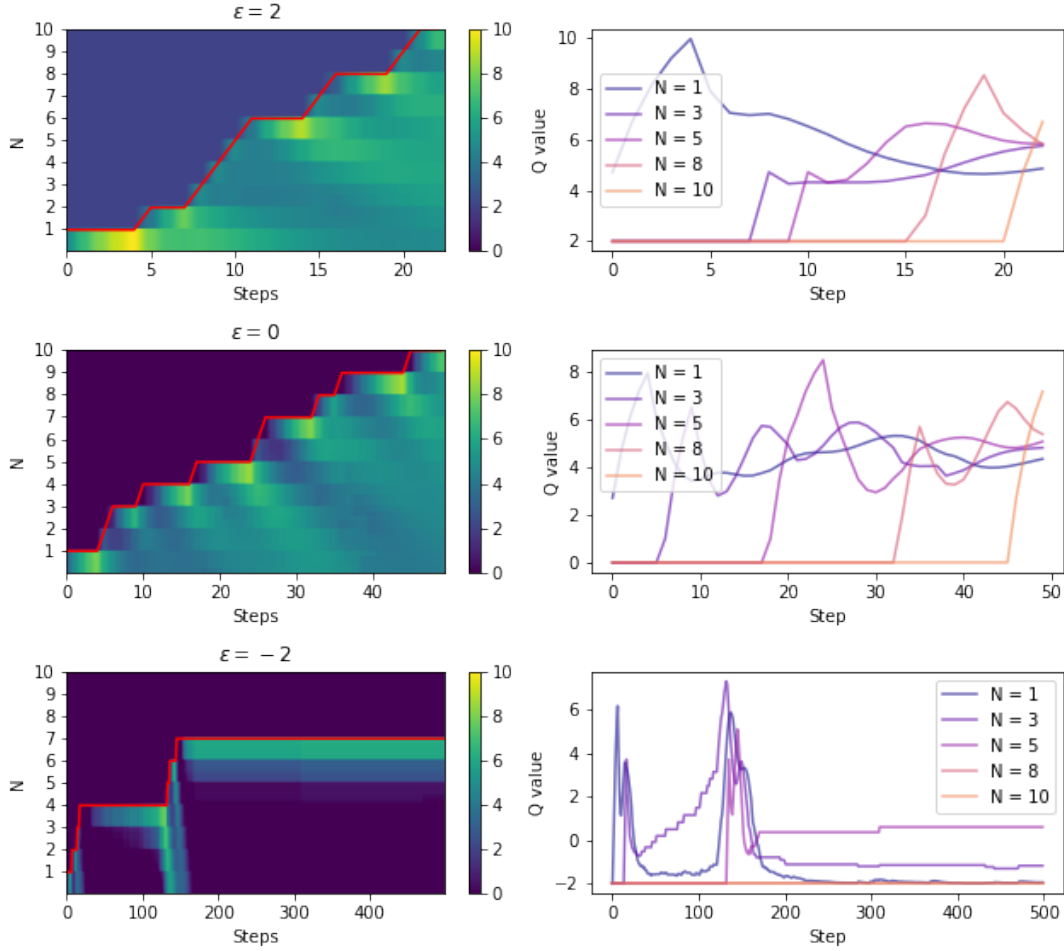 ε = 2
10
9
8
7
6
5
4
3
2
1
N
0 5 10 15 20
Steps
10
8
6
4
2
0
10
8
6
4
2
Q value
N = 1
N = 3
N = 5
N = 8
N = 10
0 5 10 15 20
Step
ε = 0
10
9
8
7
6
5
4
3
2
1
N
0 10 20 30 40
Steps
10
8
6
4
2
0
8
6
4
2
0
Q value
N = 1
N = 3
N = 5
N = 8
N = 10
0 10 20 30 40 50
Step
ε = −2
10
9
8
7
6
5
4
3
2
1
N
0 100 200 300 400
Steps
10
8
6
4
2
0
6
4
2
0
−2
Q value
N = 1
N = 3
N = 5
N = 8
N = 10
0 100 200 300 400 500
Step